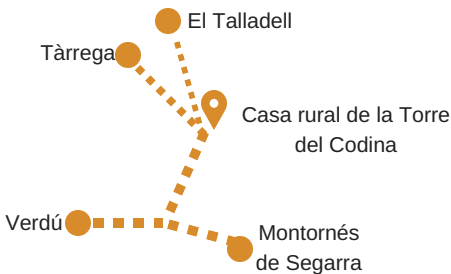 El Talladell
Tàrrega
Casa rural de la Torre
del Codina
Verdú
Montornés
de Segarra